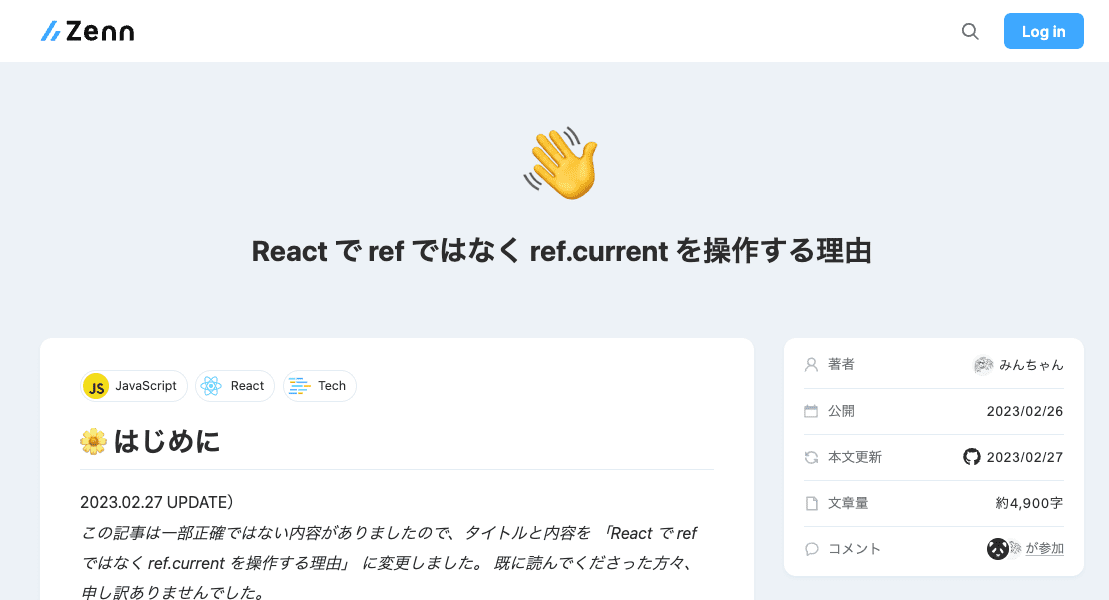 Zenn
Log in
React で ref ではなく ref.current を操作する理由
JS JavaScript
React
Tech
はじめに
2023.02.27 UPDATE）
この記事は一部正確ではない内容がありましたので、タイトルと内容を 「React で ref
ではなく ref.current を操作する理由」 に変更しました。 既に読んでくださった方々、
申し訳ありませんでした。
著者 みんちゃん
公開 2023/02/26
本文更新 2023/02/27
文章量 約4,900字
コメント が参加